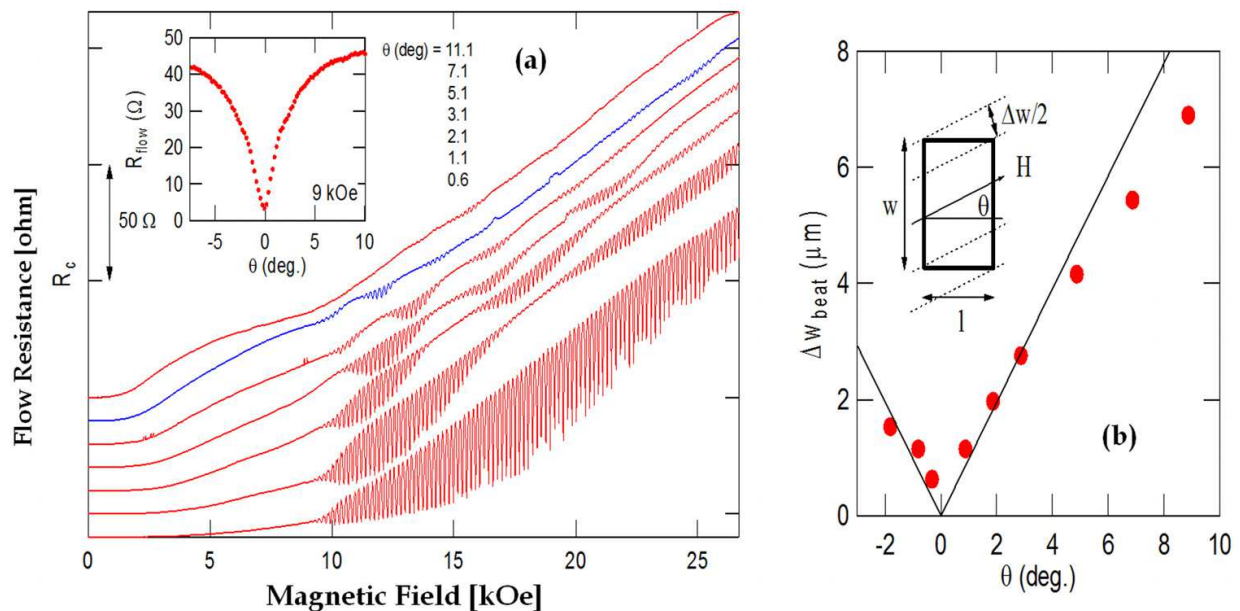 θ (deg) = 11.1
7.1
5.1
3.1
2.1
1.1
0.6
(a)
50
40
30
20
10
0
R_flow (Ω)
9 kOe
-5
0
5
10
θ (deg.)
50 Ω
R_c
Flow Resistance [ohm]
0
5
10
15
20
25
Magnetic Field [kOe]
8
6
4
2
0
Δ w_beat (μ m)
Δw/2
H
w
θ
l
(b)
-2
0
2
4
6
8
10
θ (deg.)